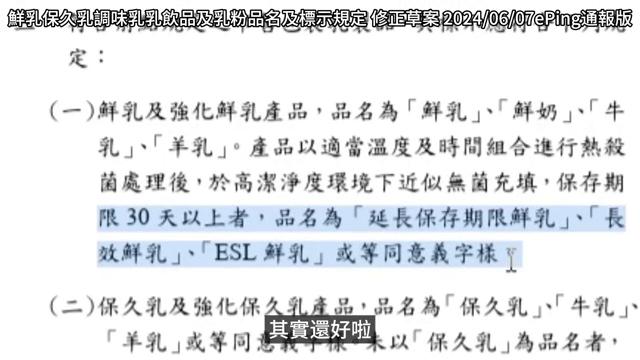 鮮乳保久乳調味乳乳飲品及乳粉品名及標示規定 修正草案 2024/06/07ePing通報版
定：
(一)鮮乳及強化鮮乳產品，品名為「鮮乳」、「鮮奶」、「牛
乳」、「羊乳」。產品以適當溫度及時間組合進行熱殺
菌處理後，於高潔淨度環境下近似無菌充填，保存期
限 30 天以上者，品名為「延長保存期限鮮乳」、「長
效鮮乳」、「ESL 鮮乳」或等同意義字樣。
(二)保久乳及強化保久乳產品，品名為「保久乳」、「牛乳」、
「羊乳」或等同意義字樣。未以「保久乳」為品名者，
其實還好啦